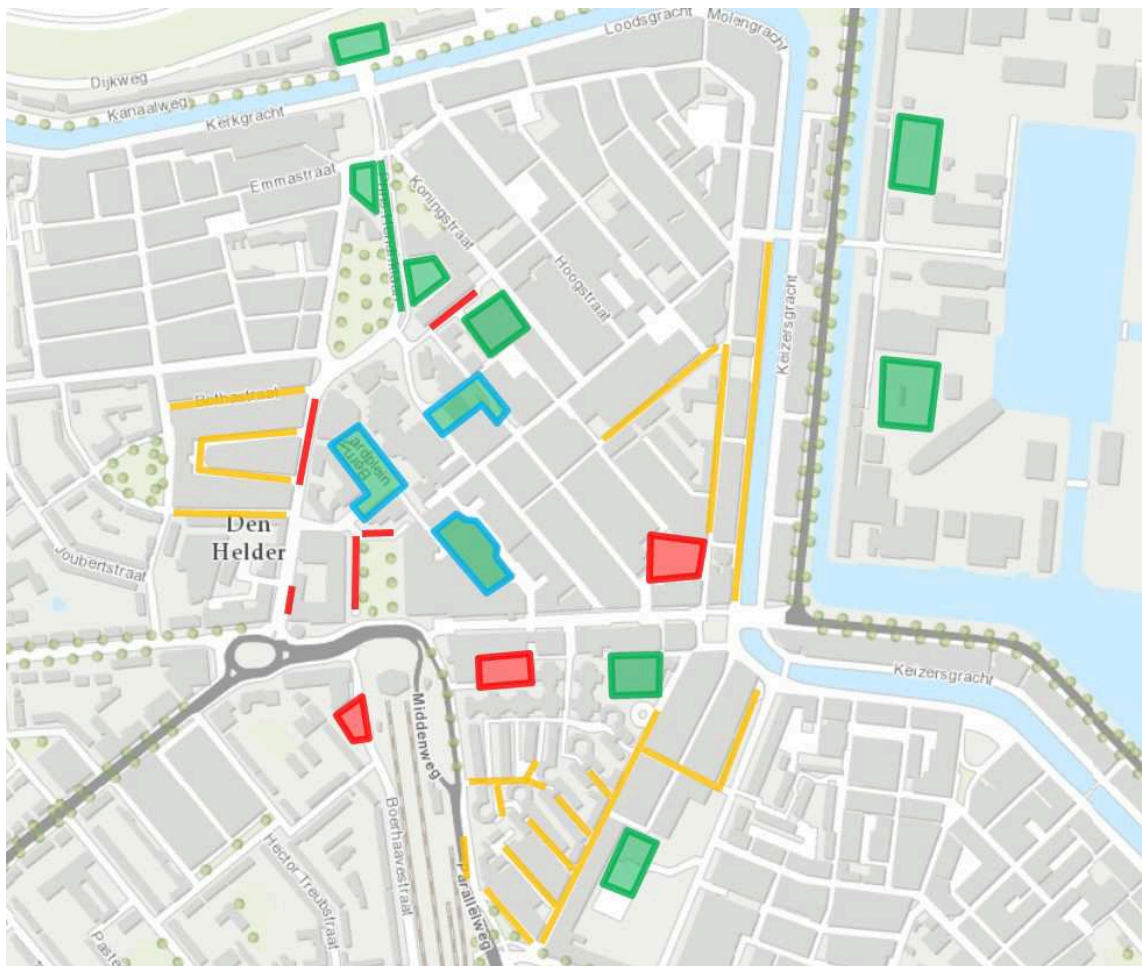 Loodsgracht
Molengracht
Dijkweg
Kanaalweg
Kerkgracht
Emmastraat
Koningstraat
Hoogstraat
Keizersgracht
Bothastraat
Den
Helder
Joubertstraat
Keizersgracht
Middenweg
Boerhaavestraat
Hector Treubstraat
Parallelweg
Paste